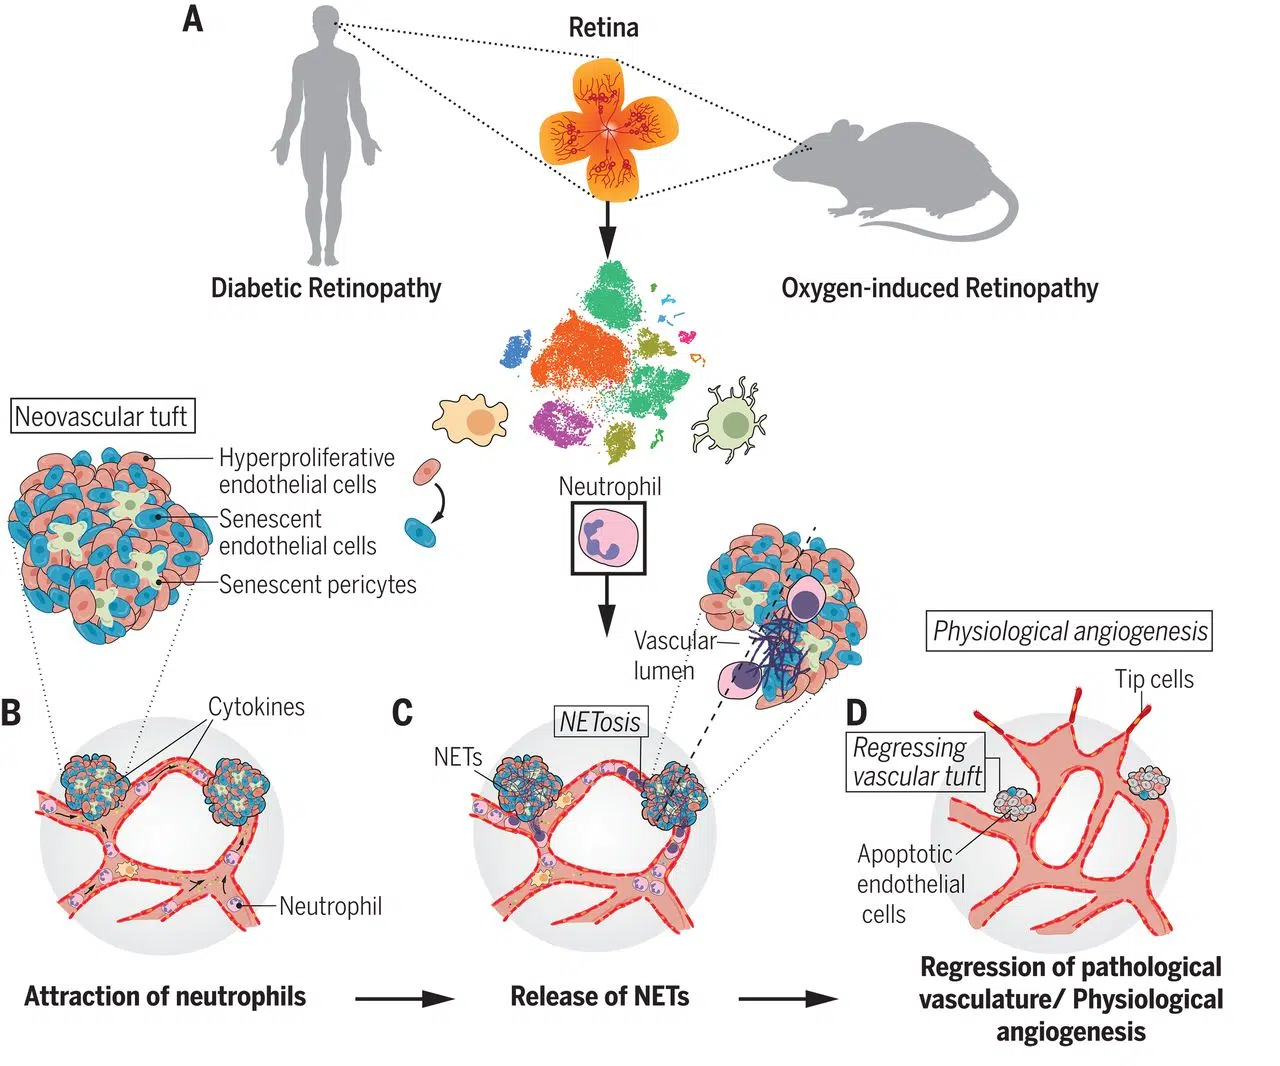 A
Retina
Diabetic Retinopathy
Oxygen-induced Retinopathy
Neovascular tuft
Hyperproliferative
endothelial cells
Senescent
endothelial cells
Senescent pericytes
Neutrophil
Vascular
lumen
Physiological angiogenesis
Tip cells
B
Cytokines
Neutrophil
Attraction of neutrophils
C
NETosis
NETs
Release of NETs
D
Regressing
vascular tuft
Apoptotic
endothelial
cells
Regression of pathological
vasculature/ Physiological
angiogenesis